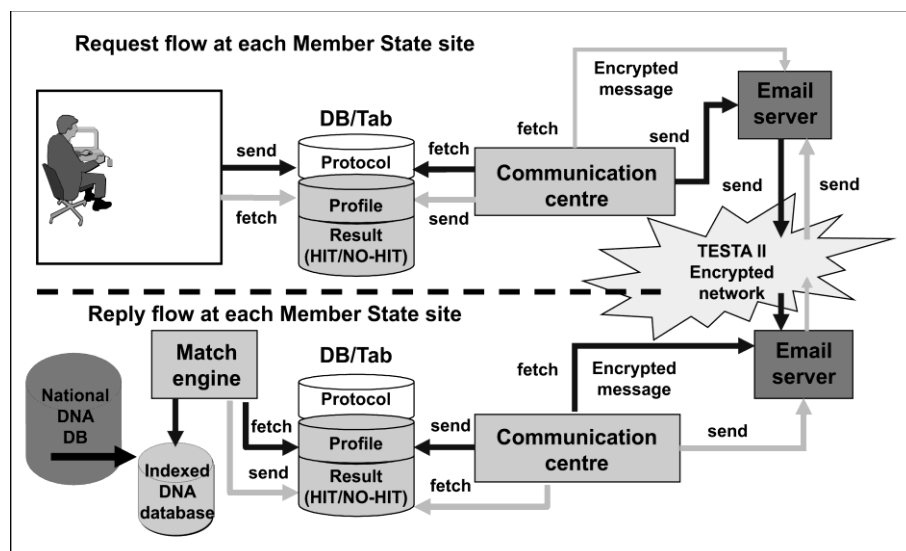 Request flow at each Member State site
Encrypted
message
Email
server
DB/Tab
fetch
send
Protocol
fetch
send
Communication
centre
send
send
Profile
fetch
send
Result
(HIT/NO-HIT)
TESTA II
Encrypted
network
Reply flow at each Member State site
Match
engine
DB/Tab
fetch
Encrypted
message
Email
server
National
DNA
DB
Protocol
fetch
send
Profile
Communication
centre
send
send
Indexed
DNA
database
Result
(HIT/NO-HIT)
fetch